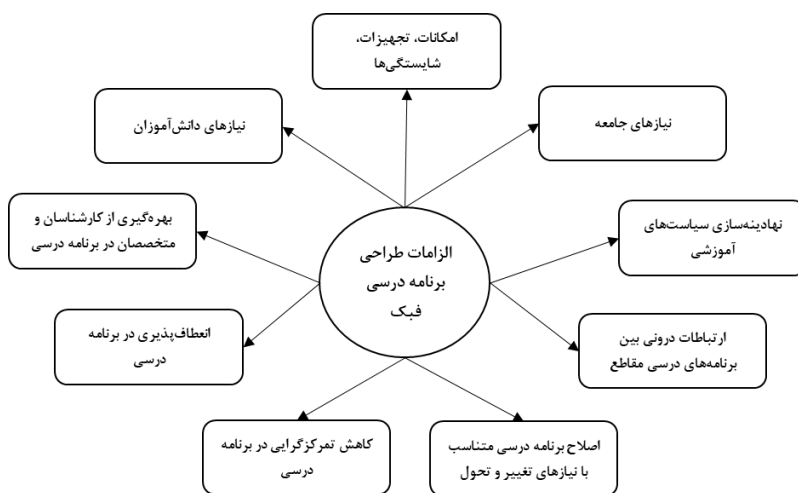 امکانات، تجهیزات،
شایستگی‌ها
نیازهای جامعه
نیازهای دانش‌آموزان
نهادینه‌سازی سیاست‌های
آموزشی
بهره‌گیری از کارشناسان و
متخصصان در برنامه درسی
الزامات طراحی
برنامه درسی
فبک
ارتباطات درونی بین
برنامه‌های درسی مقاطع
انعطاف‌پذیری در برنامه
درسی
اصلاح برنامه درسی متناسب
با نیازهای تغییر و تحول
کاهش تمرکزگرایی در برنامه
درسی